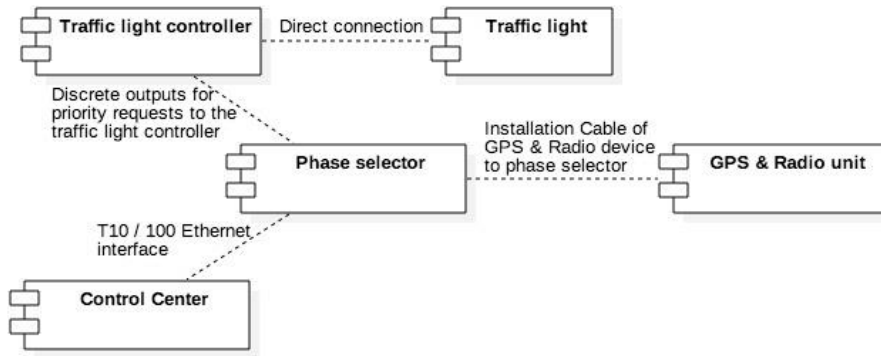 Traffic light controller
Direct connection
Traffic light
Discrete outputs for
priority requests to the
traffic light controller
Installation Cable of
GPS & Radio device
to phase selector
Phase selector
GPS & Radio unit
T10 / 100 Ethernet
interface
Control Center